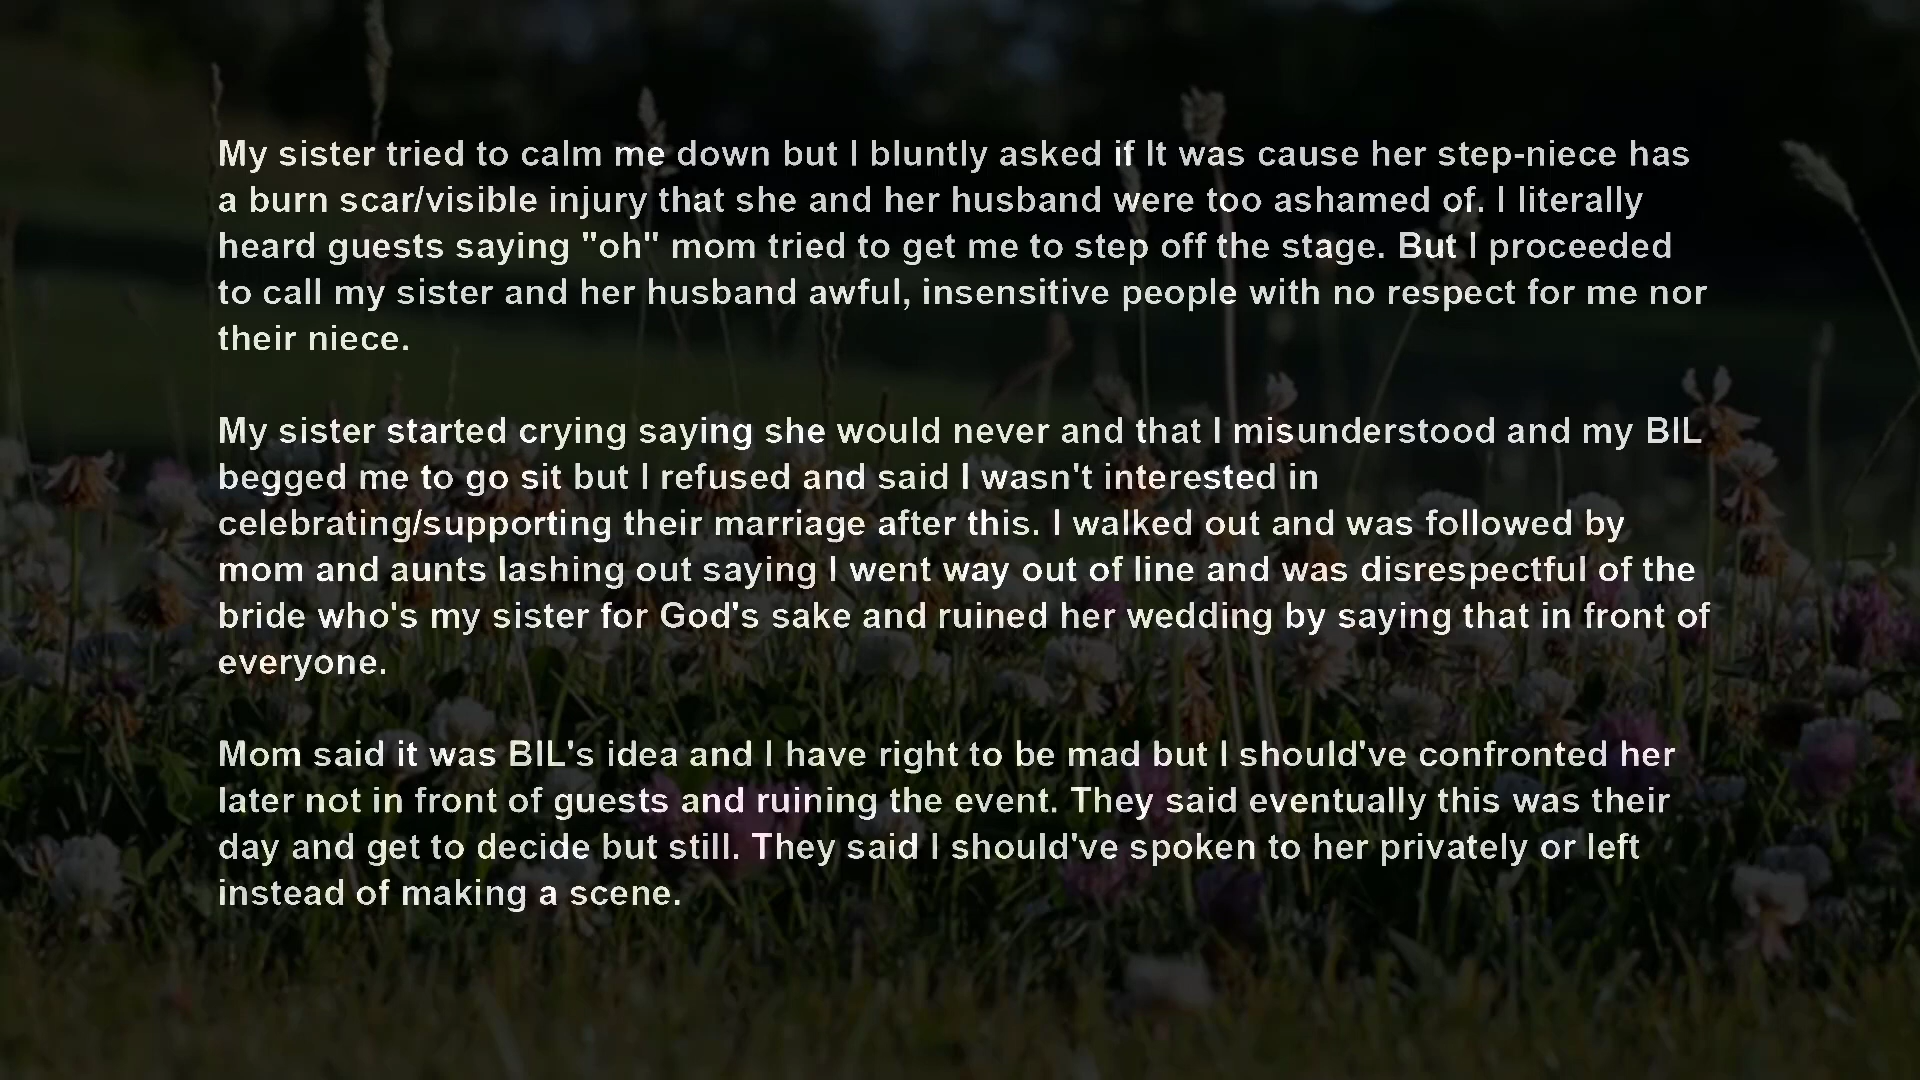 My sister tried to calm me down but I bluntly asked if It was cause her step-niece has
a burn scar/visible injury that she and her husband were too ashamed of. I literally
heard guests saying "oh" mom tried to get me to step off the stage. But I proceeded
to call my sister and her husband awful, insensitive people with no respect for me nor
their niece.
My sister started crying saying she would never and that I misunderstood and my BIL
begged me to go sit but I refused and said I wasn't interested in
celebrating/supporting their marriage after this. I walked out and was followed by
mom and aunts lashing out saying I went way out of line and was disrespectful of the
bride who's my sister for God's sake and ruined her wedding by saying that in front of
everyone.
Mom said it was BIL's idea and I have right to be mad but I should've confronted her
later not in front of guests and ruining the event. They said eventually this was their
day and get to decide but still. They said I should've spoken to her privately or left
instead of making a scene.